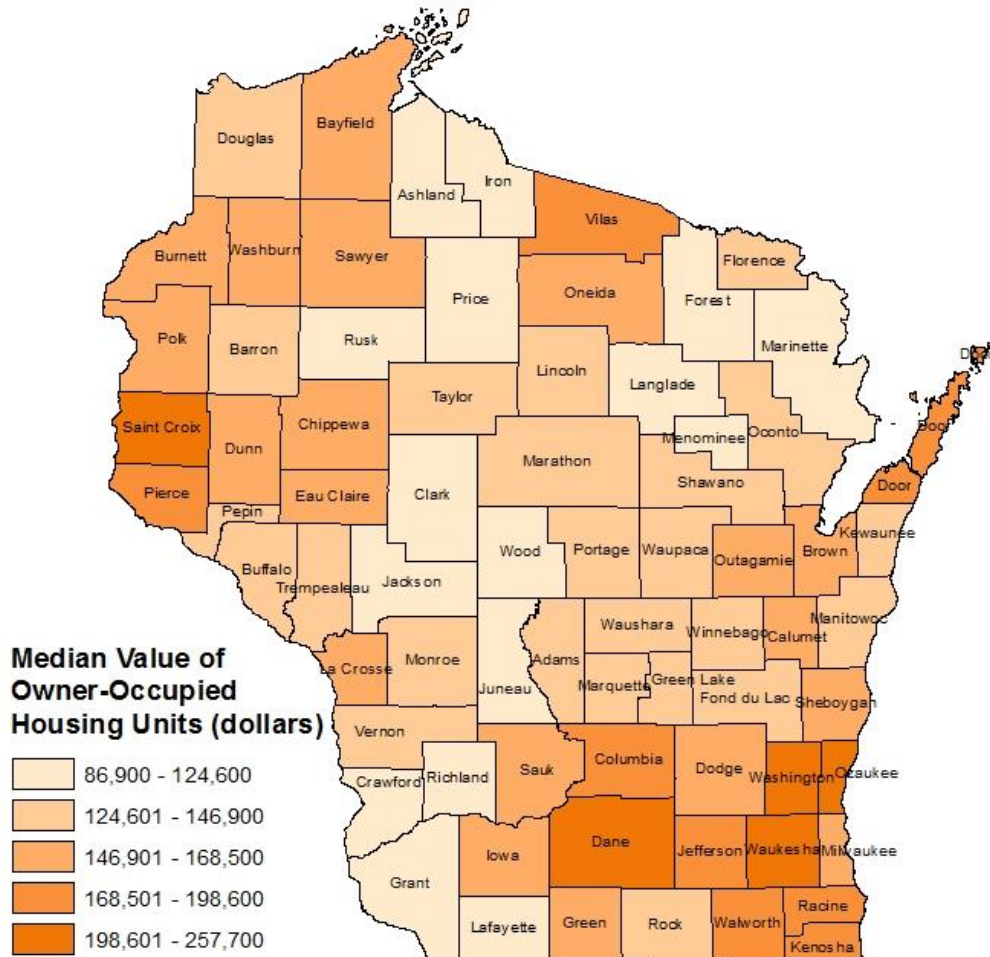 Douglas
Bayfield
Ashland
Iron
Vilas
Burnett
Washburn
Sawyer
Price
Oneida
Florence
Forest
Polk
Barron
Rusk
Marinette
Door
Lincoln
Langlade
Taylor
Saint Croix
Dunn
Chippewa
Menominee
Oconto
Door
Marathon
Shawano
Pierce
Eau Claire
Clark
Door
Pepin
Wood
Portage
Waupaca
Outagamie
Brown
Kewaunee
Buffalo
Trempealeau
Jackson
Waushara
Winnebago
Calumet
Manitowoc
La Crosse
Monroe
Juneau
Adams
Marquette
Green Lake
Fond du Lac
Sheboygan
Vernon
Crawford
Richland
Sauk
Columbia
Dodge
Washington
Ozaukee
Grant
Iowa
Dane
Jefferson
Waukesha
Milwaukee
Lafayette
Green
Rock
Walworth
Racine
Kenosha
Median Value of
Owner-Occupied
Housing Units (dollars)
86,900 - 124,600
124,601 - 146,900
146,901 - 168,500
168,501 - 198,600
198,601 - 257,700